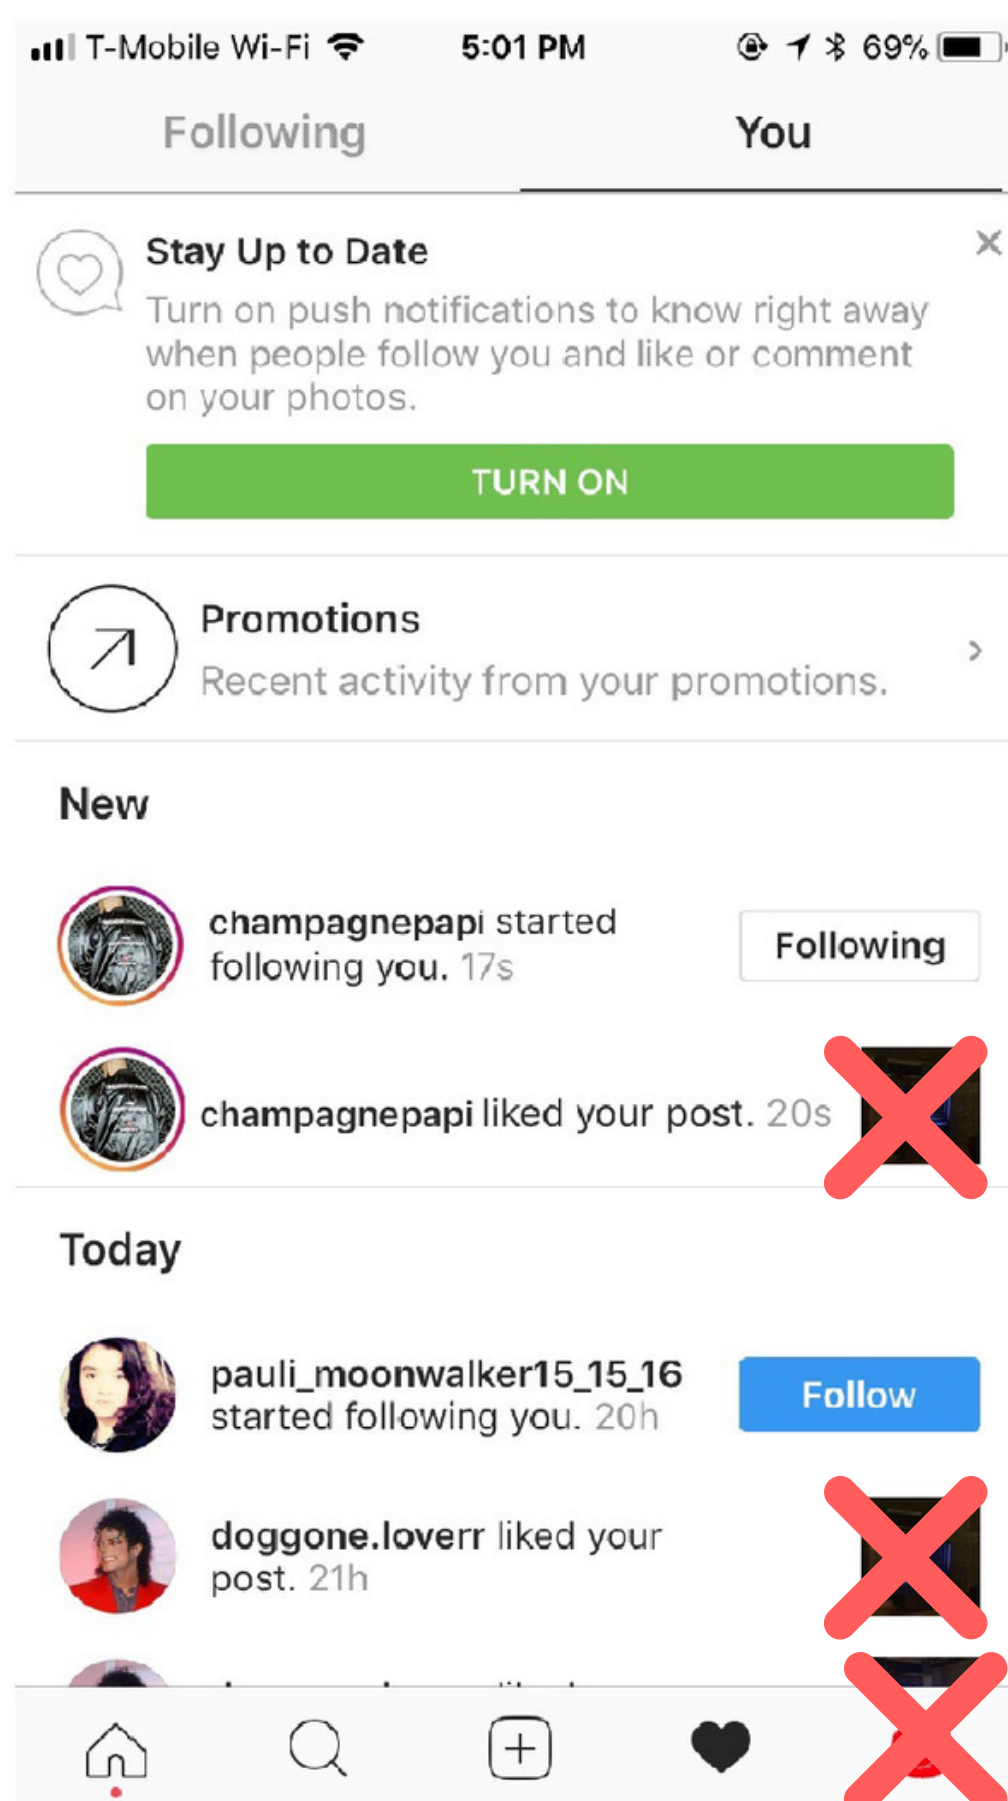 T-Mobile Wi-Fi 5:01 PM 69%
Following You
Stay Up to Date
Turn on push notifications to know right away
when people follow you and like or comment
on your photos.
TURN ON
Promotions
Recent activity from your promotions.
New
champagnepapi started
following you. 17s
Following
champagnepapi liked your post. 20s
Today
pauli_moonwalker15_15_16
started following you. 20h
Follow
doggone.loverr liked your
post. 21h